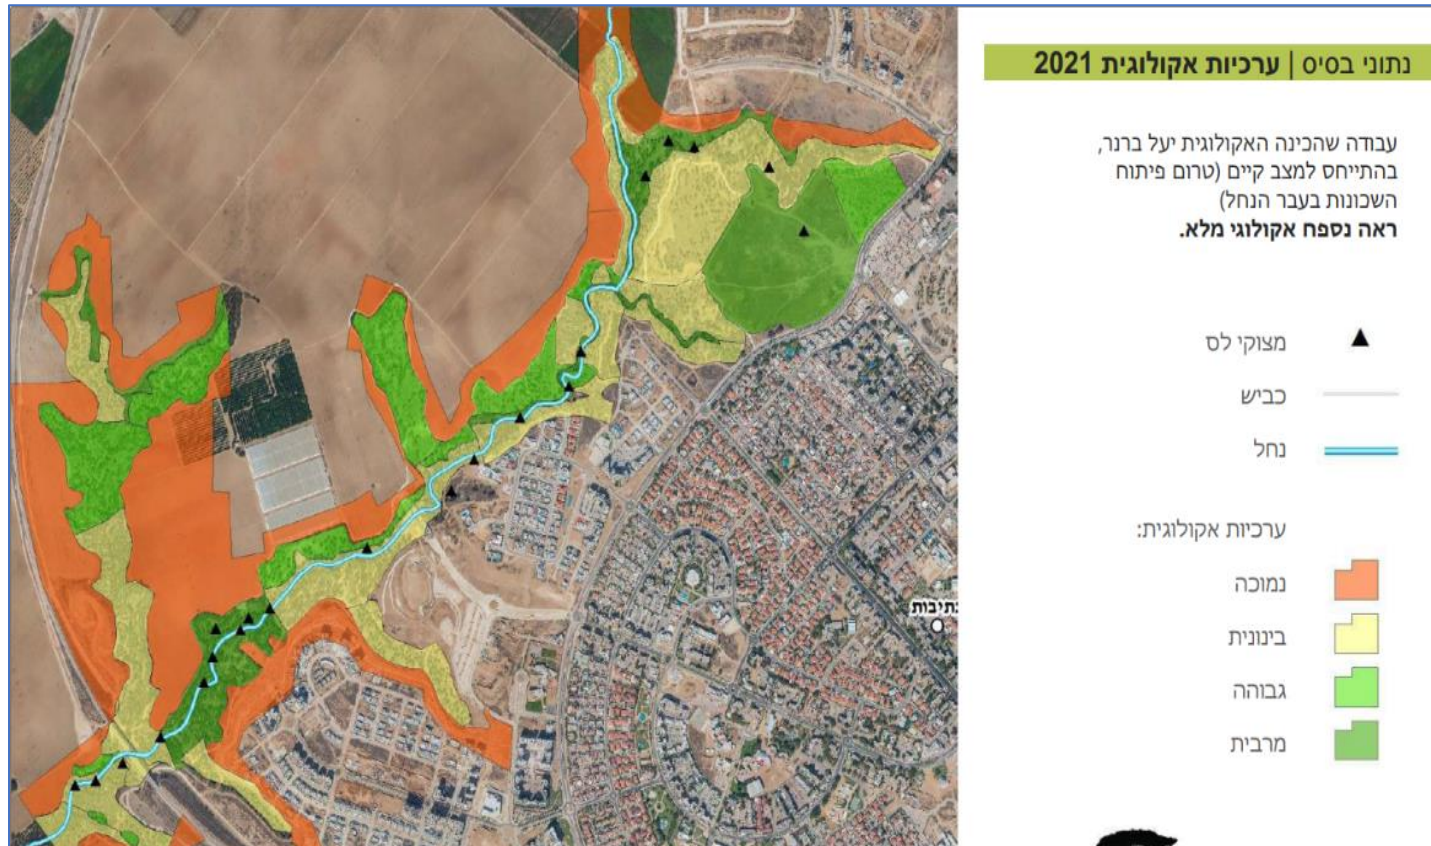 נתוני בסיס | ערכיות אקולוגית 2021
עבודה שהכינה האקולוגית יעל ברנר,
בהתייחס למצב קיים (טרום פיתוח
השכונות בעבר הנחל)
ראה נספח אקולוגי מלא.
מצוקי לס
כביש
נחל
ערכיות אקולוגית:
נמוכה
בינונית
גבוהה
מרבית
נתיבות